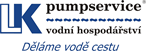 LK pumpservice®
vodní hospodářství
Děláme vodě cestu